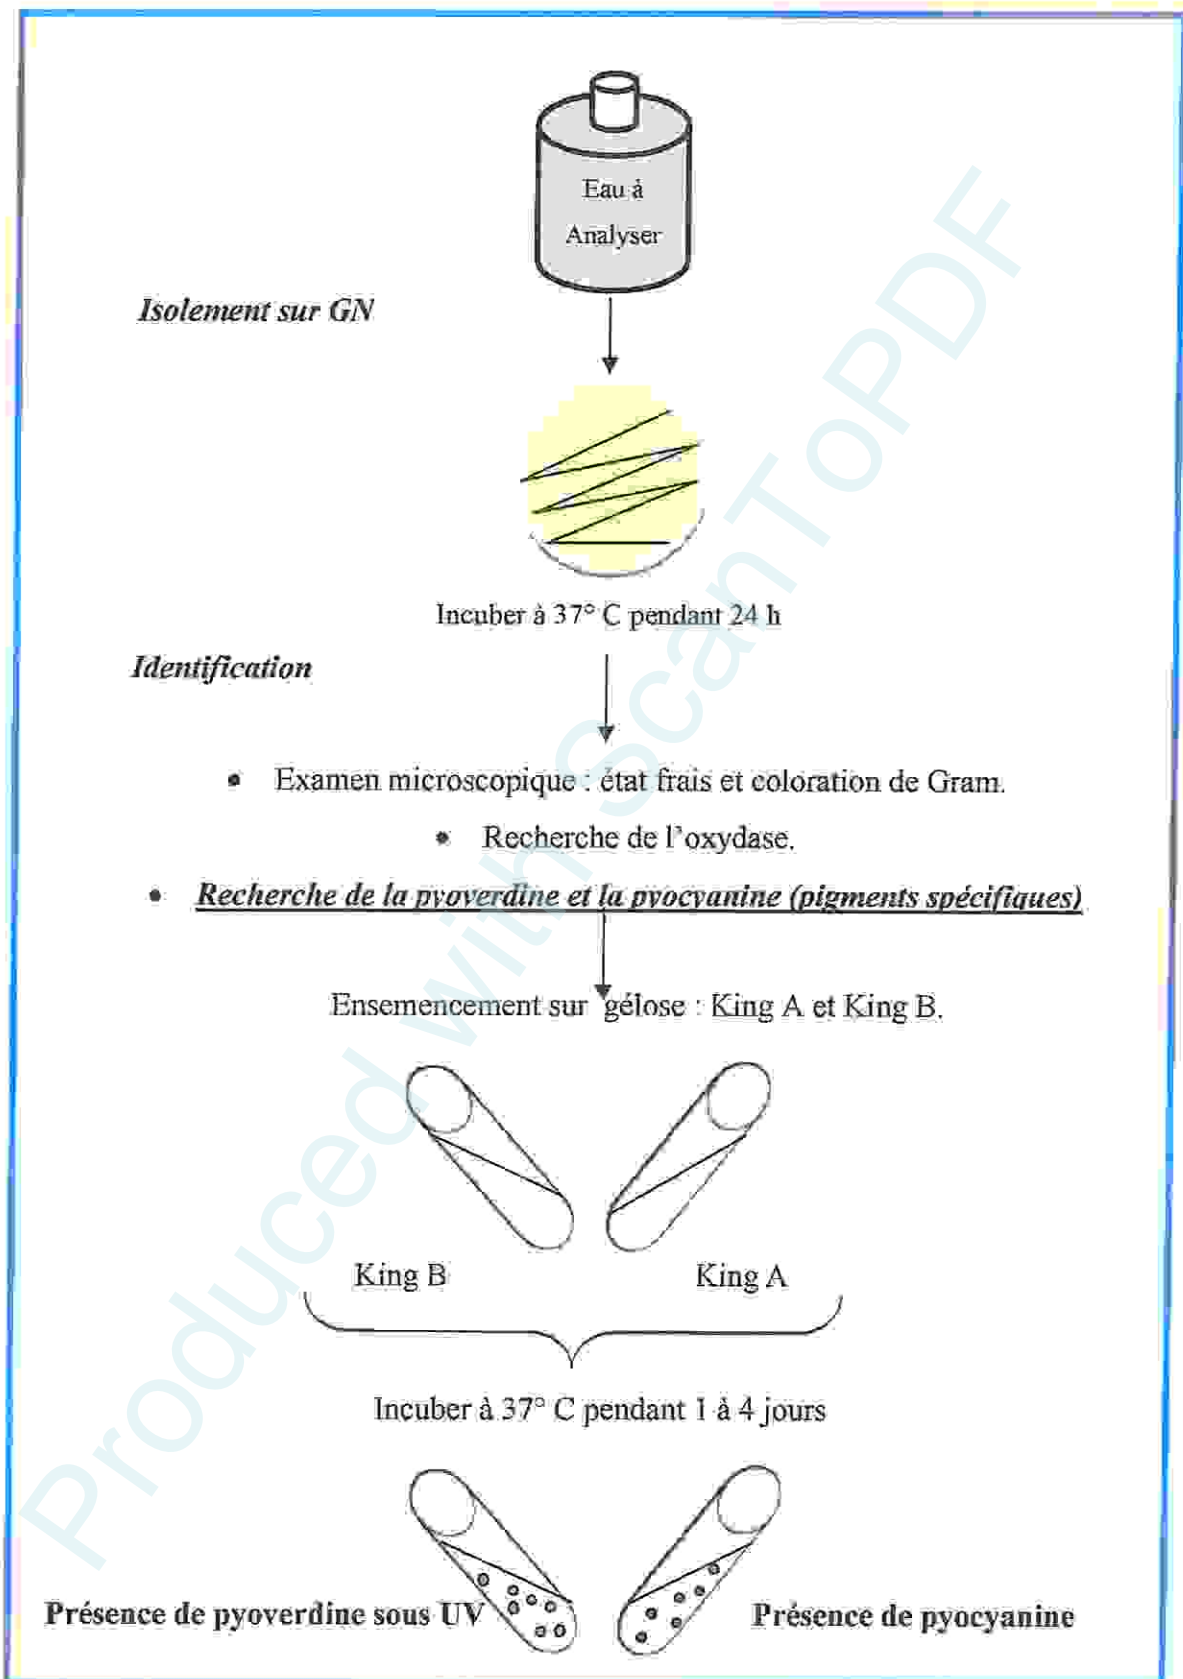 Eau à
Analyser
Isolement sur GN
Incuber à 37° C pendant 24 h
Identification
• Examen microscopique : état frais et coloration de Gram.
• Recherche de l'oxydase.
• Recherche de la pyoverdine et la pyocyanine (pigments spécifiques)
Ensemencement sur gélose : King A et King B.
King B King A
Incuber à 37° C pendant 1 à 4 jours
Présence de pyoverdine sous UV Présence de pyocyanine
Produced with ScanToPDF